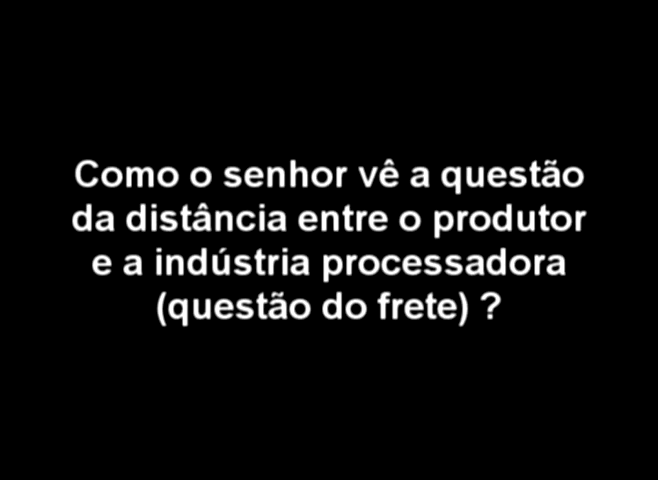 Como o senhor vê a questão
da distância entre o produtor
e a indústria processadora
(questão do frete) ?